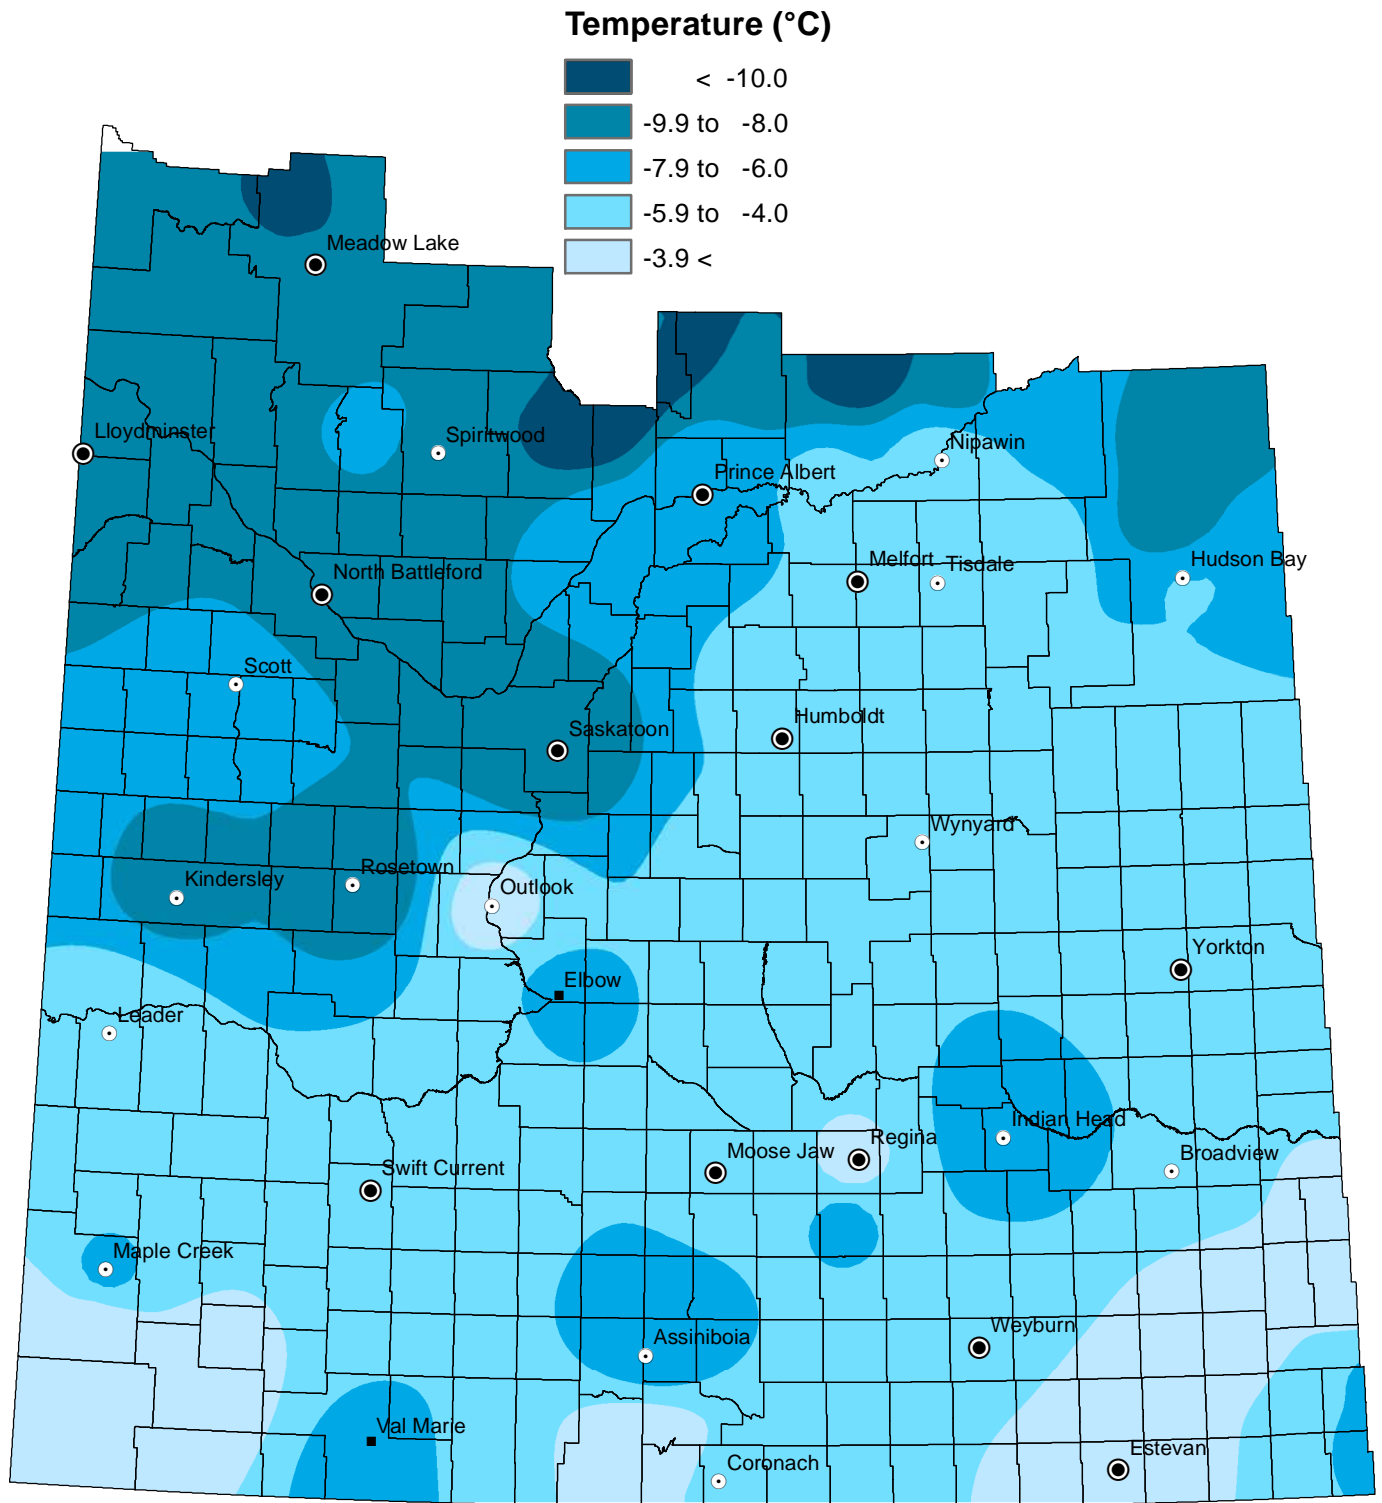 Temperature (°C)
< -10.0
-9.9 to -8.0
-7.9 to -6.0
-5.9 to -4.0
-3.9 <
Meadow Lake
Lloydminster
Spiritwood
Nipawin
Prince Albert
Hudson Bay
Melfort
Tisdale
North Battleford
Scott
Humboldt
Saskatoon
Wynyard
Rosetown
Kindersley
Outlook
Yorkton
Elbow
Leader
Indian Head
Regina
Moose Jaw
Broadview
Swift Current
Maple Creek
Weyburn
Assiniboia
Val Marie
Estevan
Coronach